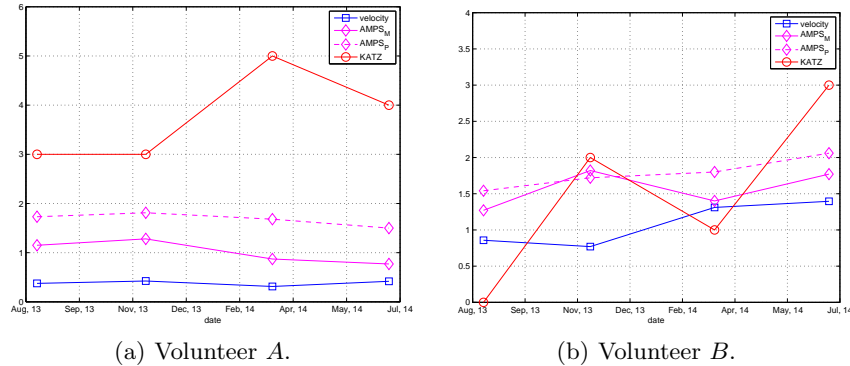 6
5
4
3
2
1
0
Aug, 13 Sep, 13 Nov, 13 Dec, 13 Feb, 14 Apr, 14 May, 14 Jul, 14
date
velocity
AMPS_M
AMPS_P
KATZ
(a) Volunteer A.
4
3.5
3
2.5
2
1.5
1
0.5
0
Aug, 13 Sep, 13 Nov, 13 Dec, 13 Feb, 14 Apr, 14 May, 14 Jul, 14
date
velocity
AMPS_M
AMPS_P
KATZ
(b) Volunteer B.